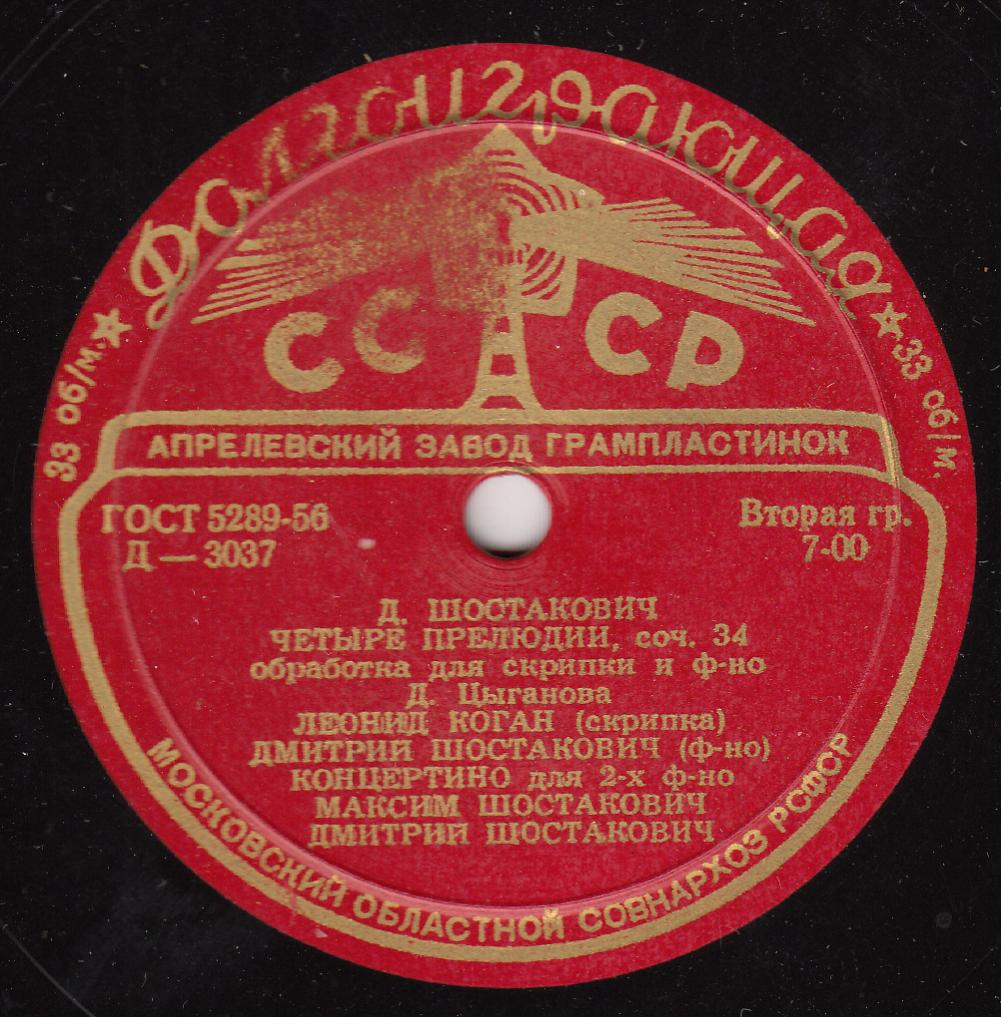 Долгоиграющая
33 об/м.
33 об/м.
СССР
АПРЕЛЕВСКИЙ ЗАВОД ГРАМПЛАСТИНОК
ГОСТ 5289-56
Д — 3037
Вторая гр.
7-00
Д. ШОСТАКОВИЧ
ЧЕТЫРЕ ПРЕЛЮДИИ, соч. 34
обработка для скрипки и ф-но
Д. Цыганова
ЛЕОНИД КОГАН (скрипка)
ДМИТРИЙ ШОСТАКОВИЧ (ф-но)
КОНЦЕРТИНО для 2-х ф-но
МАКСИМ ШОСТАКОВИЧ
ДМИТРИЙ ШОСТАКОВИЧ
МОСКОВСКИЙ ОБЛАСТНОЙ СОВНАРХОЗ РСФСР